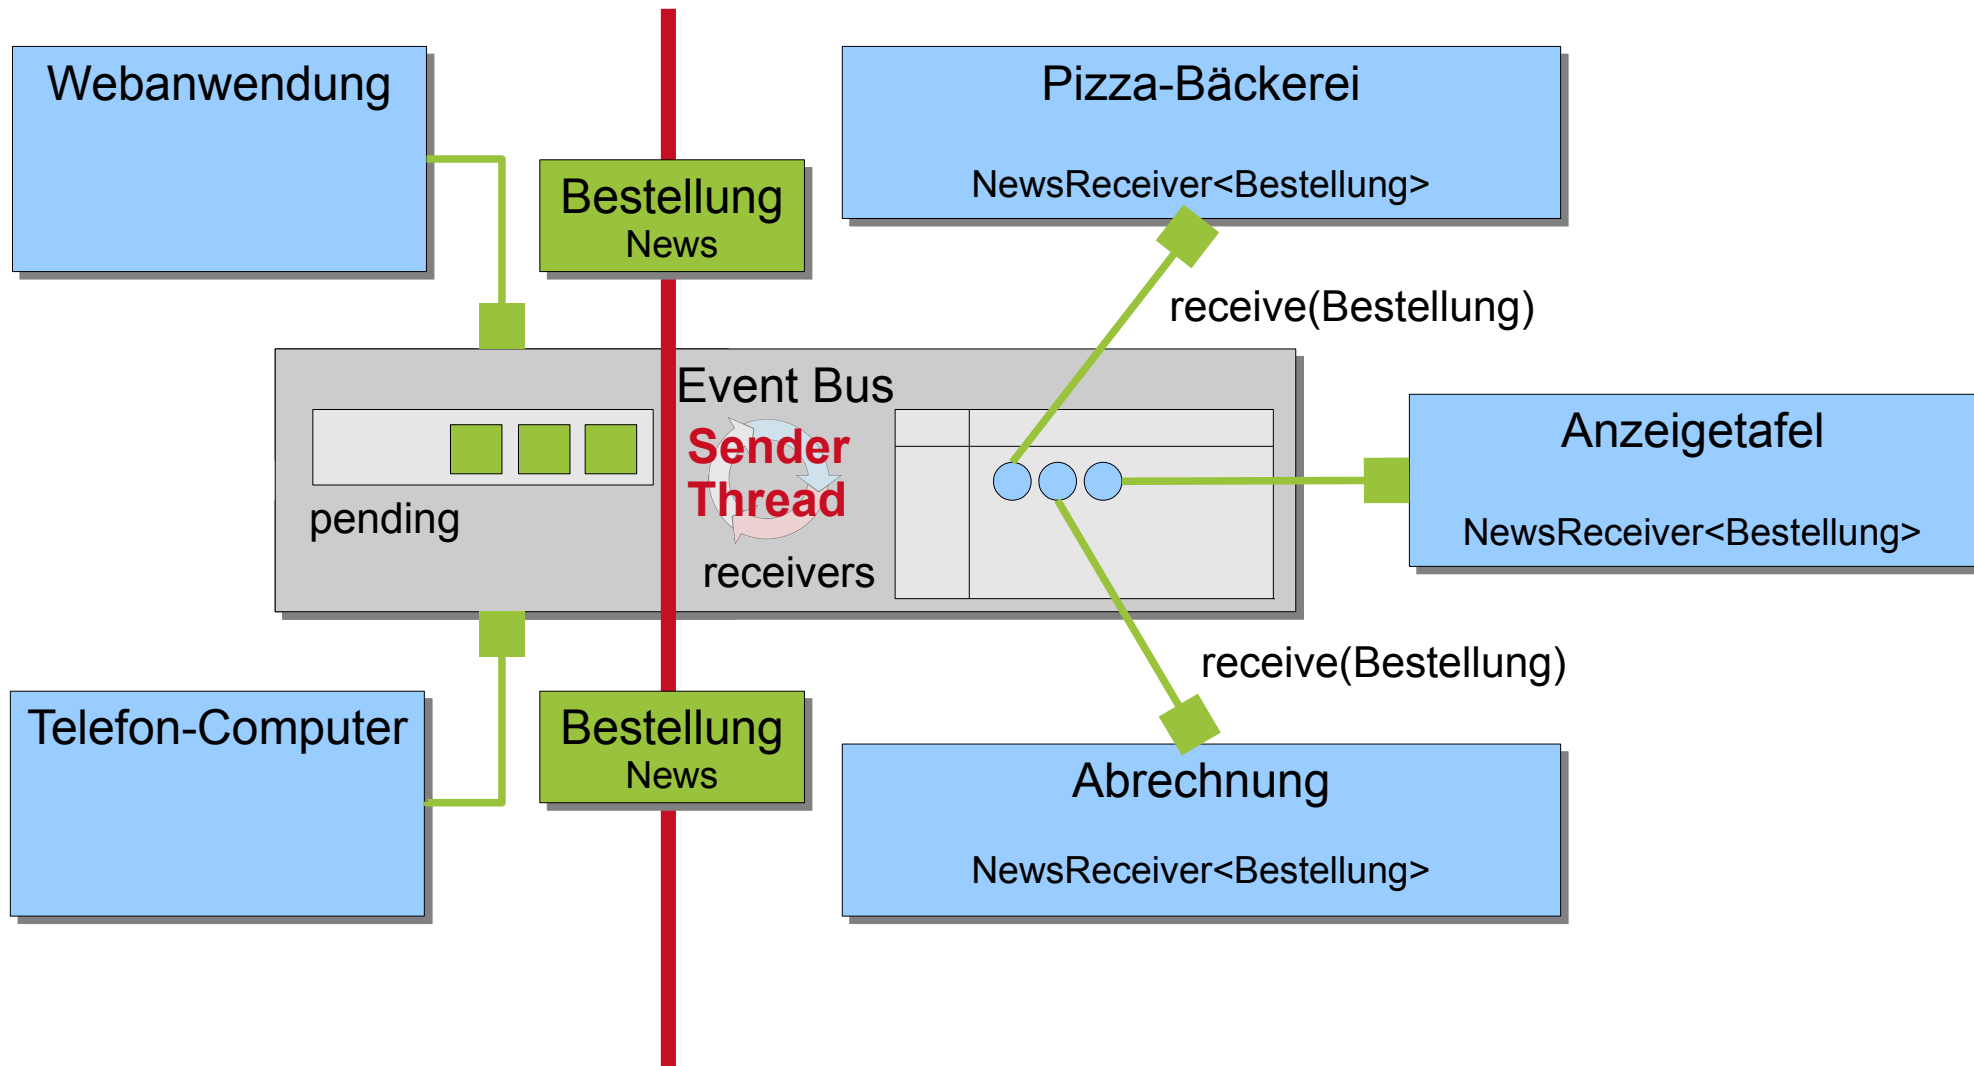 Webanwendung
Bestellung
News
Pizza-Bäckerei
NewsReceiver<Bestellung>
receive(Bestellung)
Event Bus
Sender
Thread
pending
receivers
Anzeigetafel
NewsReceiver<Bestellung>
receive(Bestellung)
Telefon-Computer
Bestellung
News
Abrechnung
NewsReceiver<Bestellung>